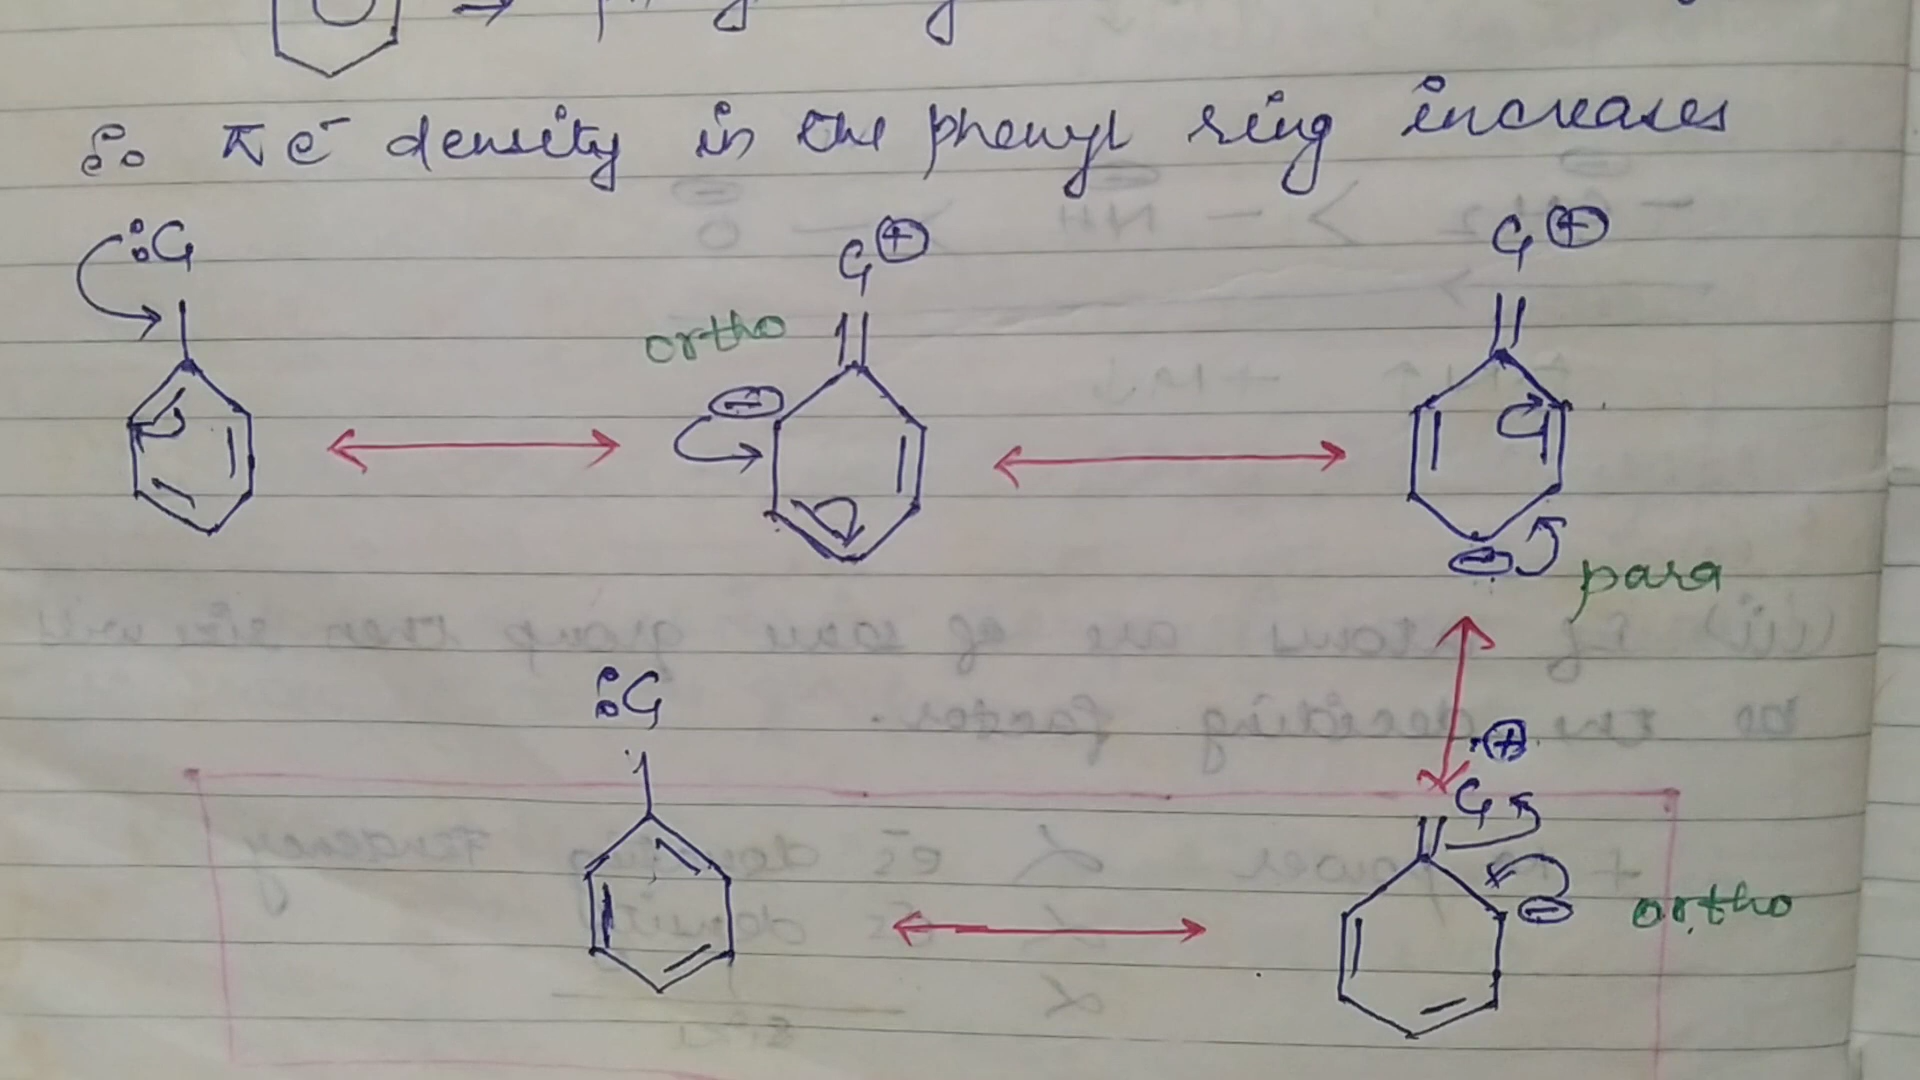 So π e⁻ density in the phenyl ring increases
:G
G⊕
G⊕
ortho
⊖
⊖
para
:G
⊕
G
⊖
ortho